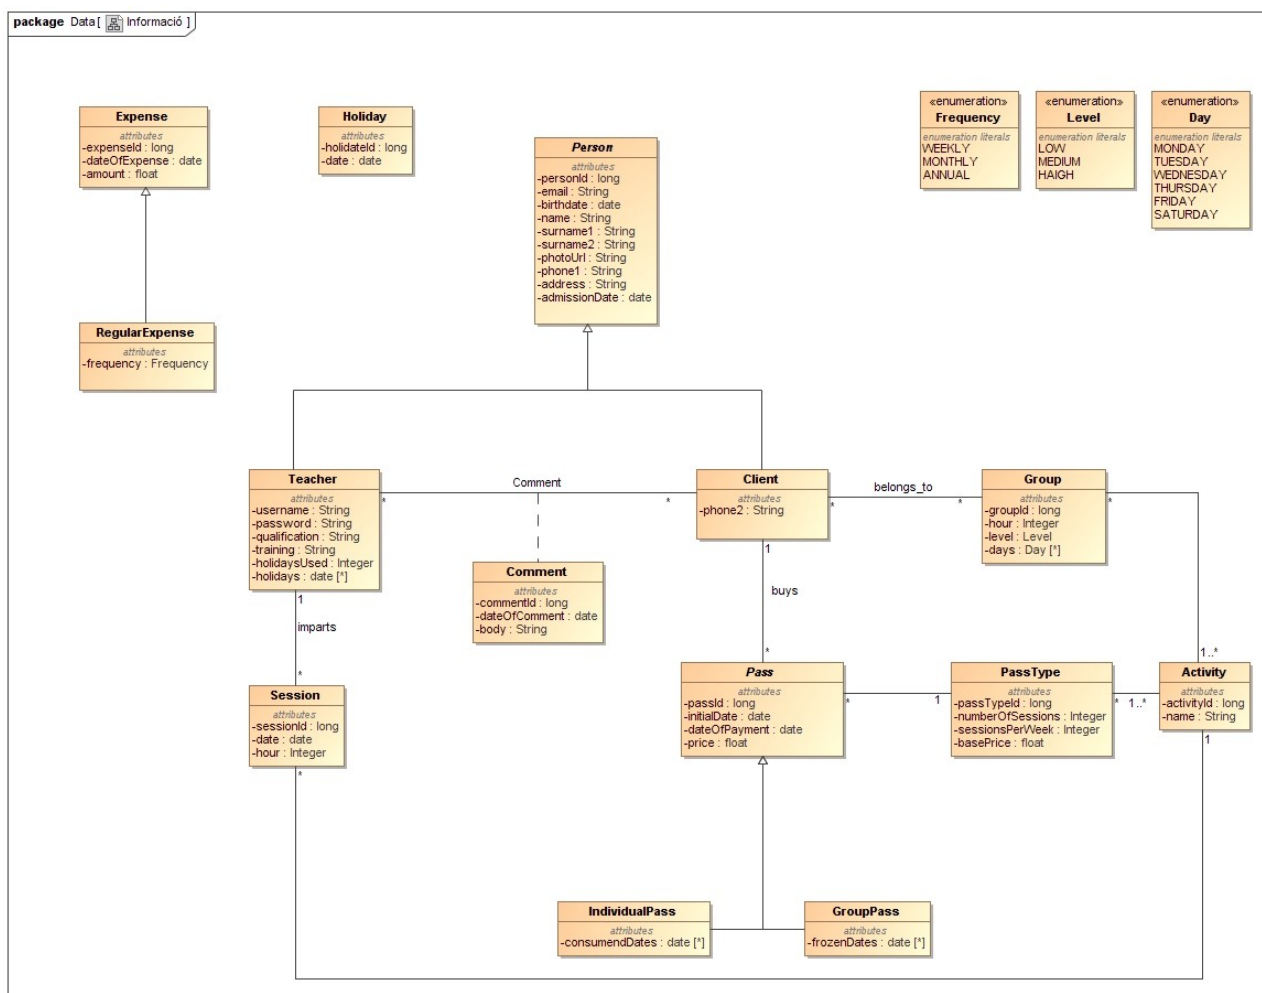 package Data [ Informació ]
Expense
attributes
-expenseId : long
-dateOfExpense : date
-amount : float
Holiday
attributes
-holidateId : long
-date : date
Person
attributes
-personId : long
-email : String
-birthdate : date
-name : String
-surname1 : String
-surname2 : String
-photoUrl : String
-phone1 : String
-address : String
-admissionDate : date
«enumeration»
Frequency
enumeration literals
WEEKLY
MONTHLY
ANNUAL
«enumeration»
Level
enumeration literals
LOW
MEDIUM
HAIGH
«enumeration»
Day
enumeration literals
MONDAY
TUESDAY
WEDNESDAY
THURSDAY
FRIDAY
SATURDAY
RegularExpense
attributes
-frequency : Frequency
Teacher
attributes
-username : String
-password : String
-qualification : String
-training : String
-holidaysUsed : Integer
-holidays : date [*]
Comment
*
*
Client
attributes
-phone2 : String
belongs_to
*
*
Group
attributes
-groupId : long
-hour : Integer
-level : Level
-days : Day [*]
*
Comment
attributes
-commentId : long
-dateOfComment : date
-body : String
1
imparts
*
1
buys
*
1..*
Session
attributes
-sessionId : long
-date : date
-hour : Integer
*
Pass
attributes
-passId : long
-initialDate : date
-dateOfPayment : date
-price : float
*
1
PassType
attributes
-passTypeId : long
-numberOfSessions : Integer
-sessionsPerWeek : Integer
-basePrice : float
*
1..*
Activity
attributes
-activityId : long
-name : String
1
IndividualPass
attributes
-consumendDates : date [*]
GroupPass
attributes
-frozenDates : date [*]